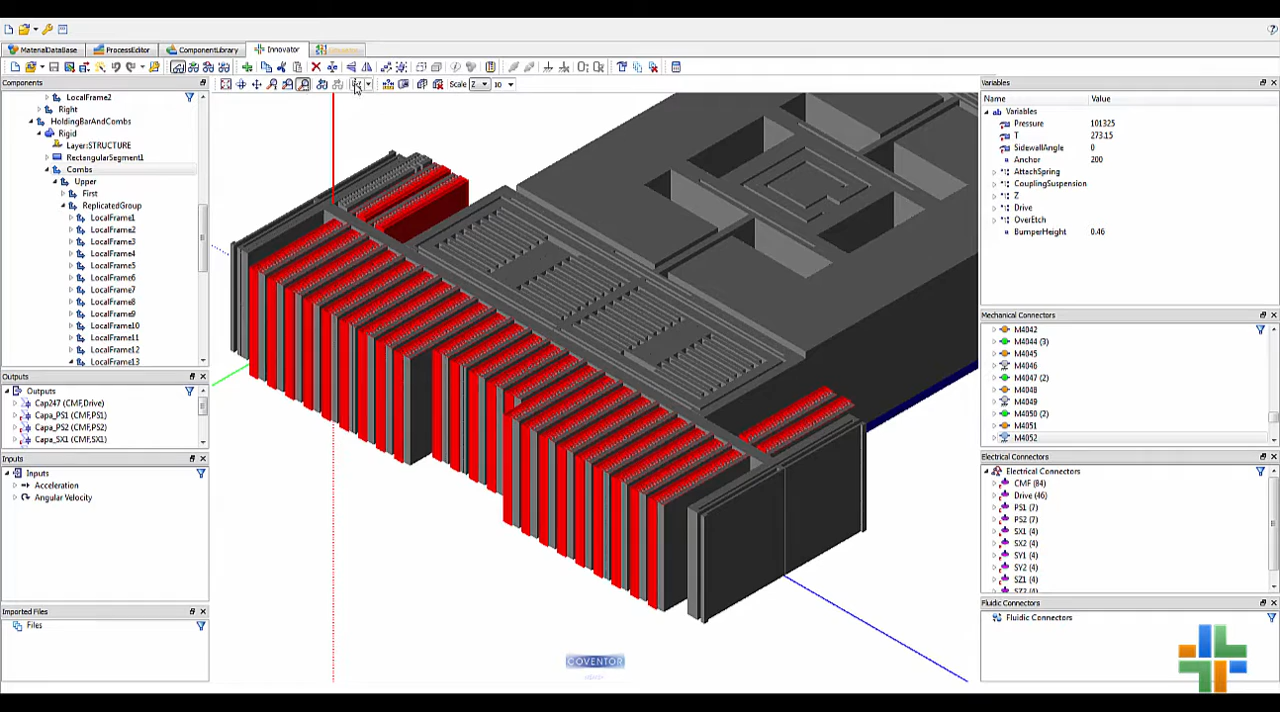 MaterialDataBase ProcessEditor ComponentLibrary Innovator
Scale Z 10
Components
LocalFrame2
Right
HoldingBarAndCombs
Rigid
Layer:STRUCTURE
RectangularSegment1
Combs
Upper
First
ReplicatedGroup
LocalFrame1
LocalFrame2
LocalFrame3
LocalFrame4
LocalFrame5
LocalFrame6
LocalFrame7
LocalFrame8
LocalFrame9
LocalFrame10
LocalFrame11
LocalFrame12
LocalFrame13
Outputs
Outputs
Cap247 (CMF,Drive)
Capa_PS1 (CMF,PS1)
Capa_PS2 (CMF,PS2)
Capa_SX1 (CMF,SX1)
Inputs
Inputs
Acceleration
Angular Velocity
Imported Files
Files
COVENTOR
Variables
Name Value
Variables
Pressure 101325
T 273.15
SidewallAngle 0
Anchor 200
AttachSpring
CouplingSuspension
Z
Drive
OverEtch
BumperHeight 0.46
Mechanical Connectors
M4042
M4044 (3)
M4045
M4046
M4047 (2)
M4048
M4049
M4050 (2)
M4051
M4052
Electrical Connectors
Electrical Connectors
CMF (84)
Drive (46)
PS1 (7)
PS2 (7)
SX1 (4)
SX2 (4)
SY1 (4)
SY2 (4)
SZ1 (4)
SZ2 (4)
Fluidic Connectors
Fluidic Connectors